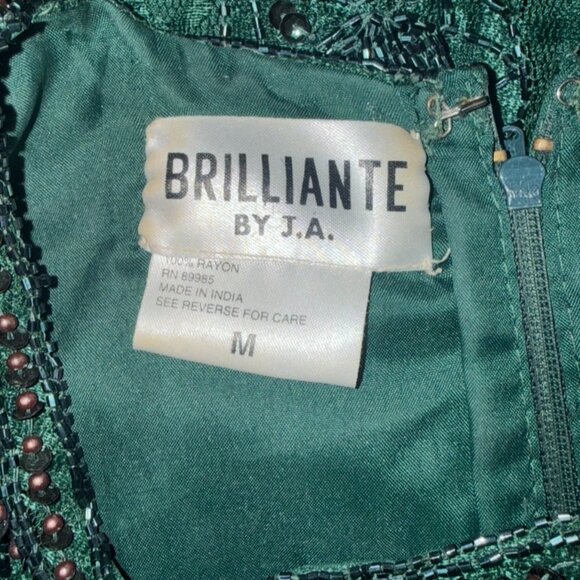 BRILLIANTE
BY J.A.
100% RAYON
RN 89985
MADE IN INDIA
SEE REVERSE FOR CARE
M